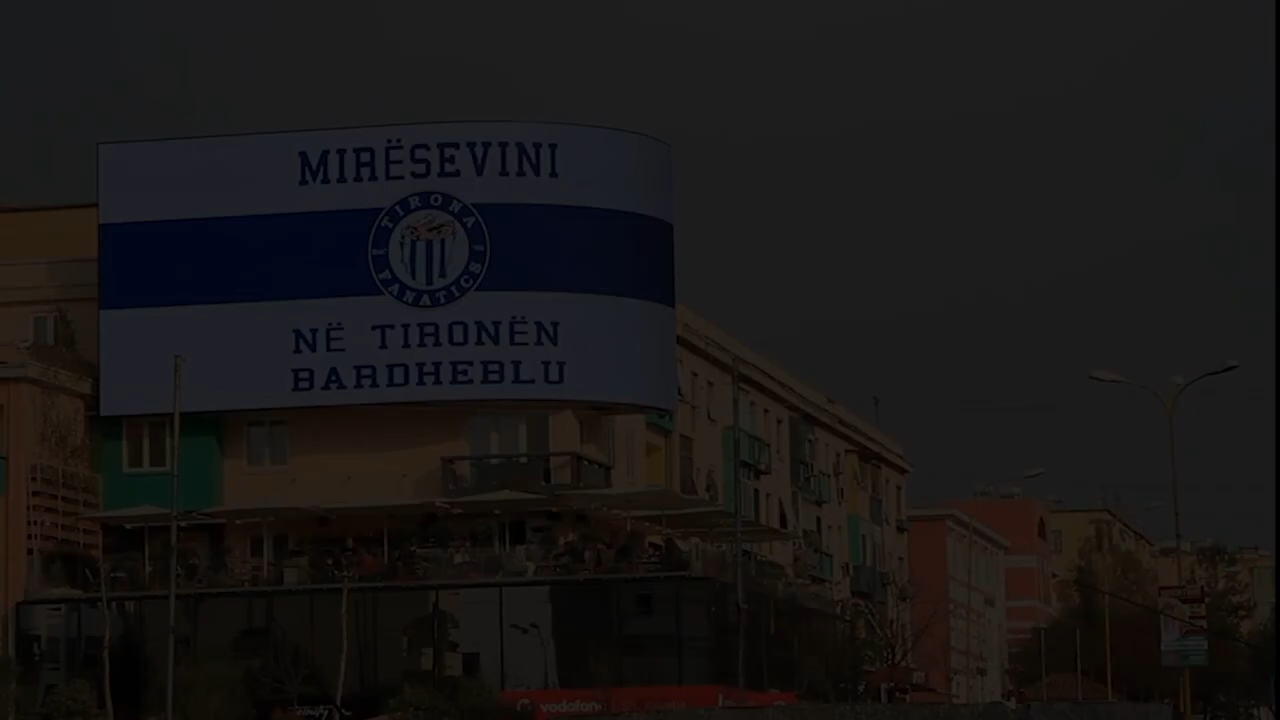 MIRËSEVINI
TIRONA
FANATICS
NË TIRONËN
BARDHEBLU
vodafone